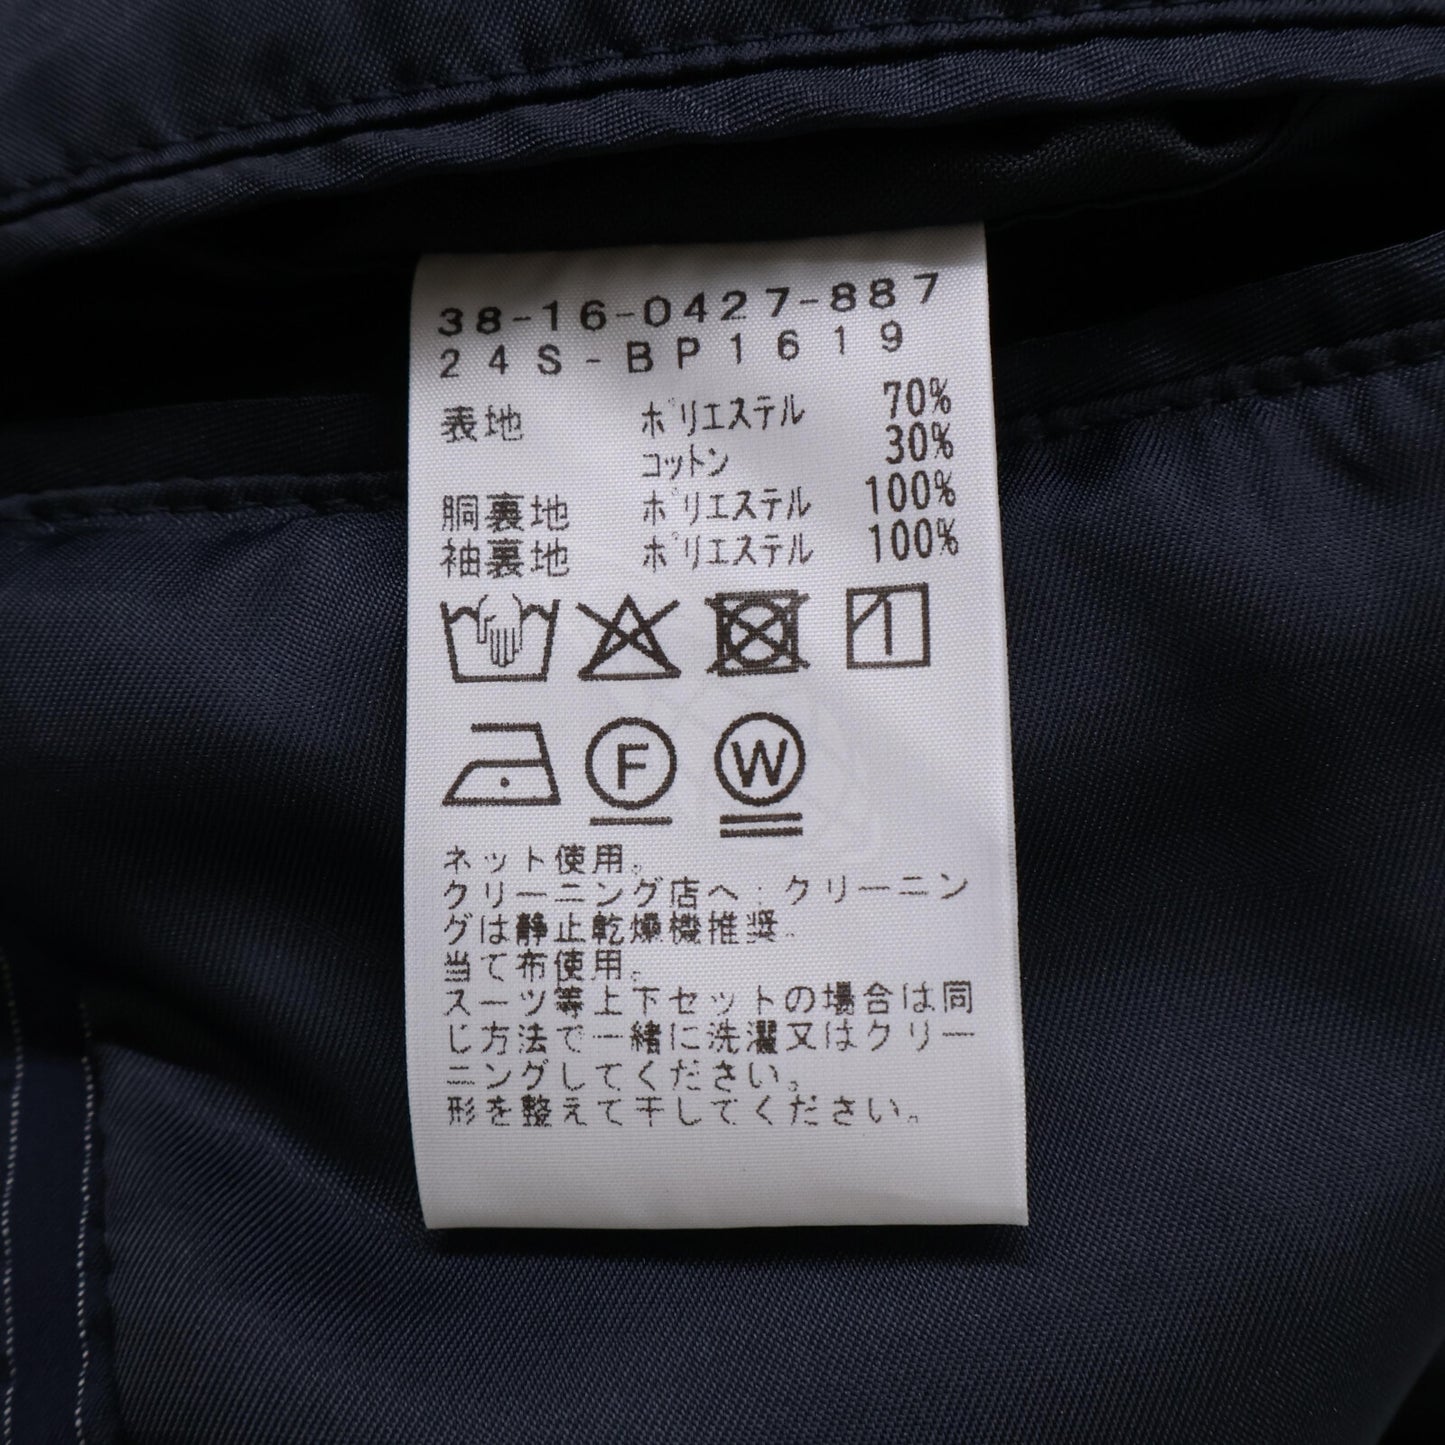 38-16-0427-887
24S-BP1619
表地 ポリエステル 70%
コットン 30%
胴裏地 ポリエステル 100%
袖裏地 ポリエステル 100%
F W
ネット使用。
クリーニング店へ:クリーニン
グは静止乾燥機推奨。
当て布使用。
スーツ等上下セットの場合は同
じ方法で一緒に洗濯又はクリー
ニングしてください。
形を整えて干してください。